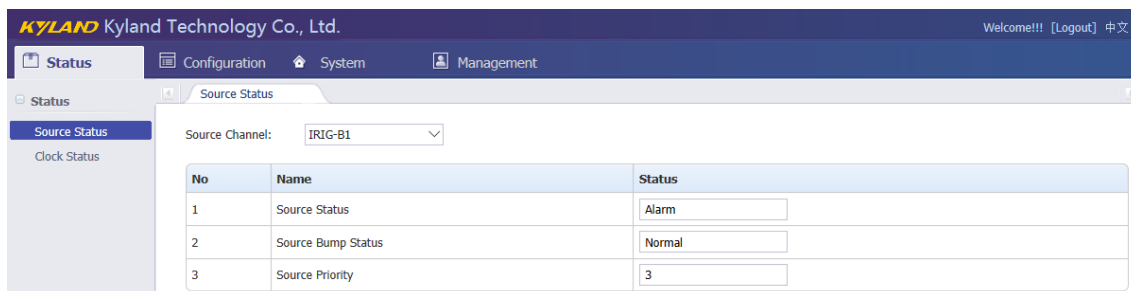 KYLAND Kyland Technology Co., Ltd. Welcome!!! [Logout] 中文
Status Configuration System Management
Status Source Status
Source Status Source Channel: IRIG-B1
Clock Status
No Name Status
1 Source Status Alarm
2 Source Bump Status Normal
3 Source Priority 3